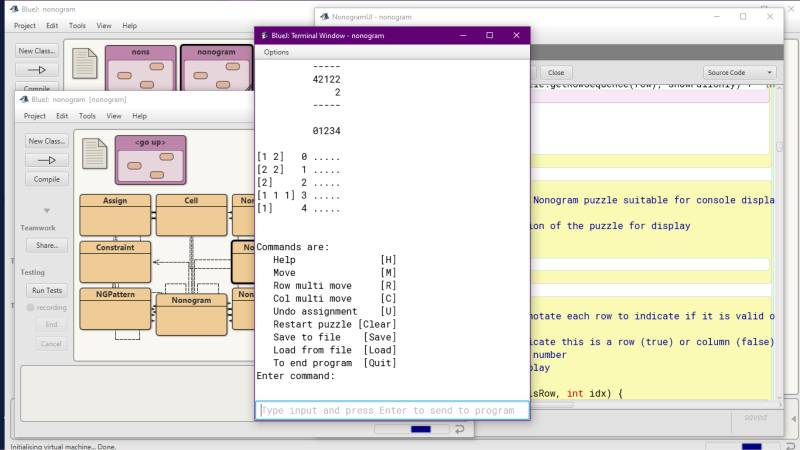 BlueJ: nonogram
Project Edit Tools View Help
New Class...
Compile
nons
nonogram
NonogramUI - nonogram
Close
Source Code
Nonogram puzzle suitable for console displa
ion of the puzzle for display
notate each row to indicate if it is valid o
icate this is a row (true) or column (false)
number
play
isRow, int idx) {
saved
BlueJ: nonogram [nonogram]
Project Edit Tools View Help
New Class...
Compile
Teamwork
Share...
Testing
Run Tests
recording
End
Cancel
<go up>
Assign
Cell
Constraint
NGPattern
Nonogram
BlueJ: Terminal Window - nonogram
Options
-----
42122
2
-----
01234
[1 2] 0 .....
[2 2] 1 .....
[2] 2 .....
[1 1 1] 3 .....
[1] 4 .....
Commands are:
Help [H]
Move [M]
Row multi move [R]
Col multi move [C]
Undo assignment [U]
Restart puzzle [Clear]
Save to file [Save]
Load from file [Load]
To end program [Quit]
Enter command:
Type input and press Enter to send to program
Initialising virtual machine... Done.